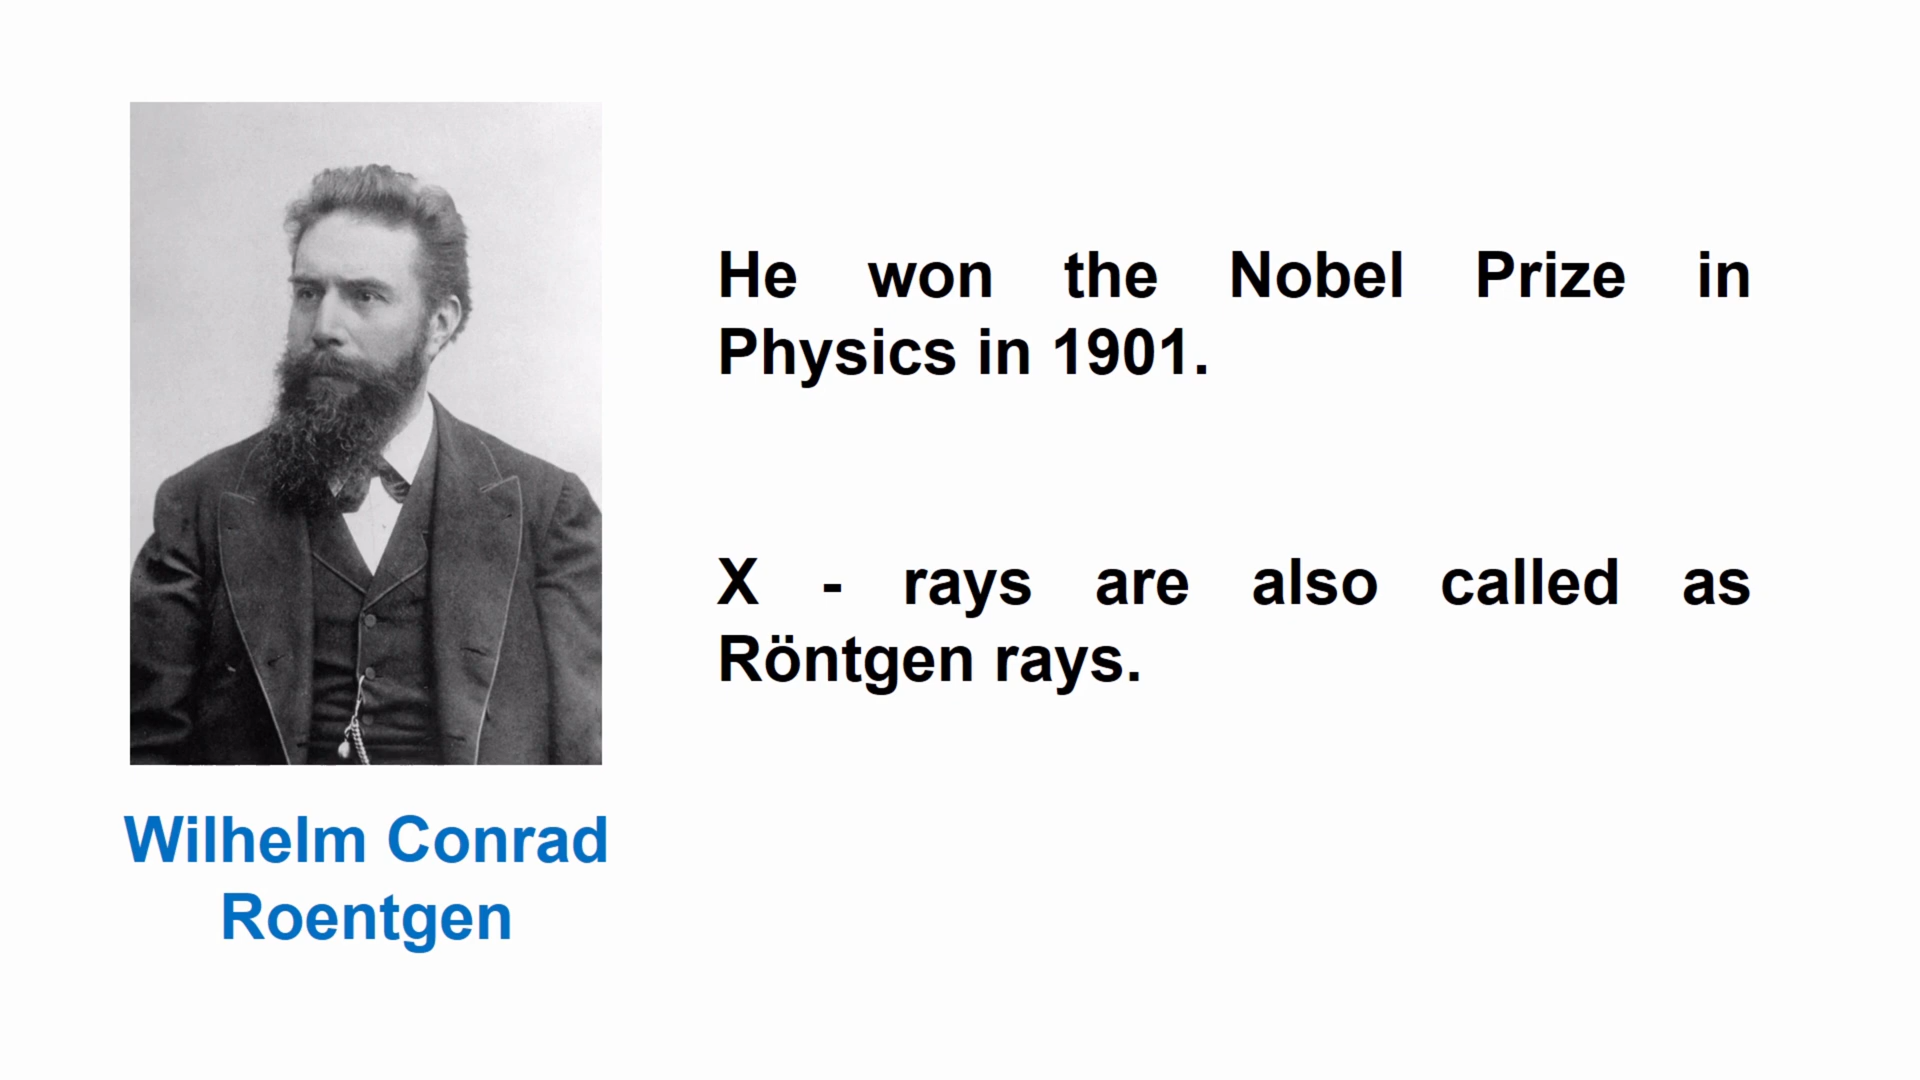 He won the Nobel Prize in
Physics in 1901.
X - rays are also called as
Röntgen rays.
Wilhelm Conrad
Roentgen